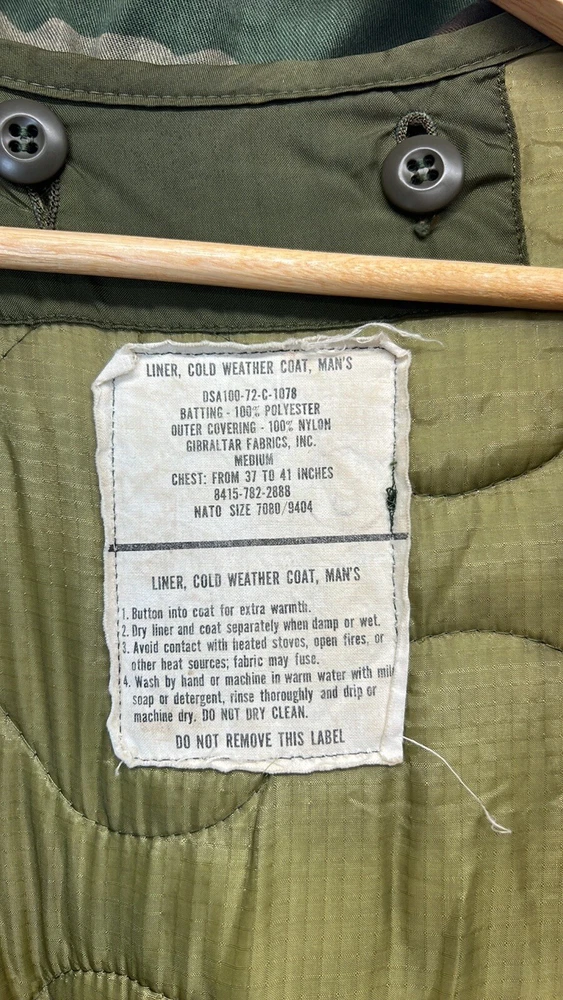 LINER, COLD WEATHER COAT, MAN'S
DSA100-72-C-1078
BATTING - 100% POLYESTER
OUTER COVERING - 100% NYLON
GIBRALTAR FABRICS, INC.
MEDIUM
CHEST: FROM 37 TO 41 INCHES
8415-782-2888
NATO SIZE 7080/9404
LINER, COLD WEATHER COAT, MAN'S
1. Button into coat for extra warmth.
2. Dry liner and coat separately when damp or wet.
3. Avoid contact with heated stoves, open fires, or
other heat sources; fabric may fuse.
4. Wash by hand or machine in warm water with mil
soap or detergent, rinse thoroughly and drip or
machine dry. DO NOT DRY CLEAN.
DO NOT REMOVE THIS LABEL